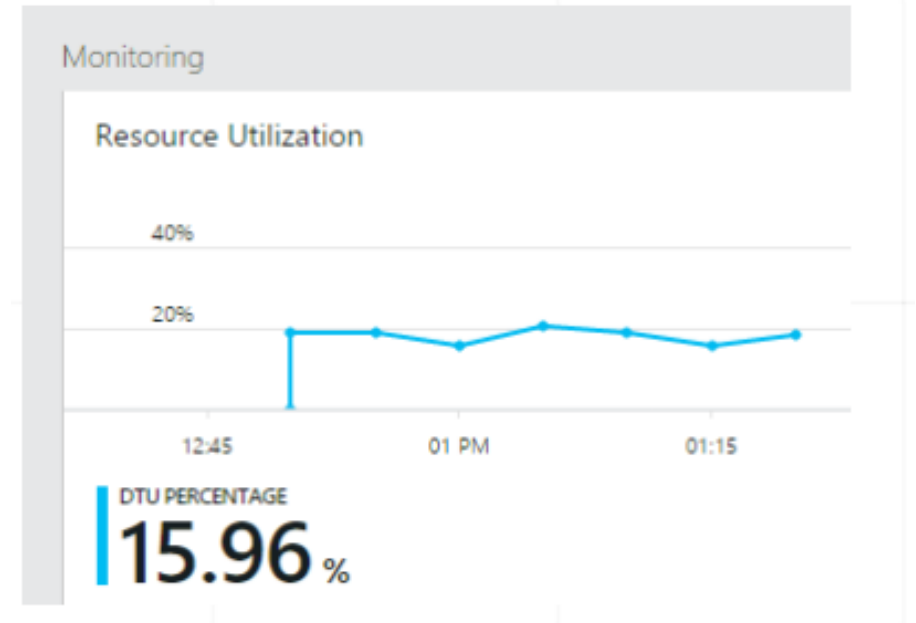 Monitoring
Resource Utilization
40%
20%
12:45 01 PM 01:15
DTU PERCENTAGE
15.96 %